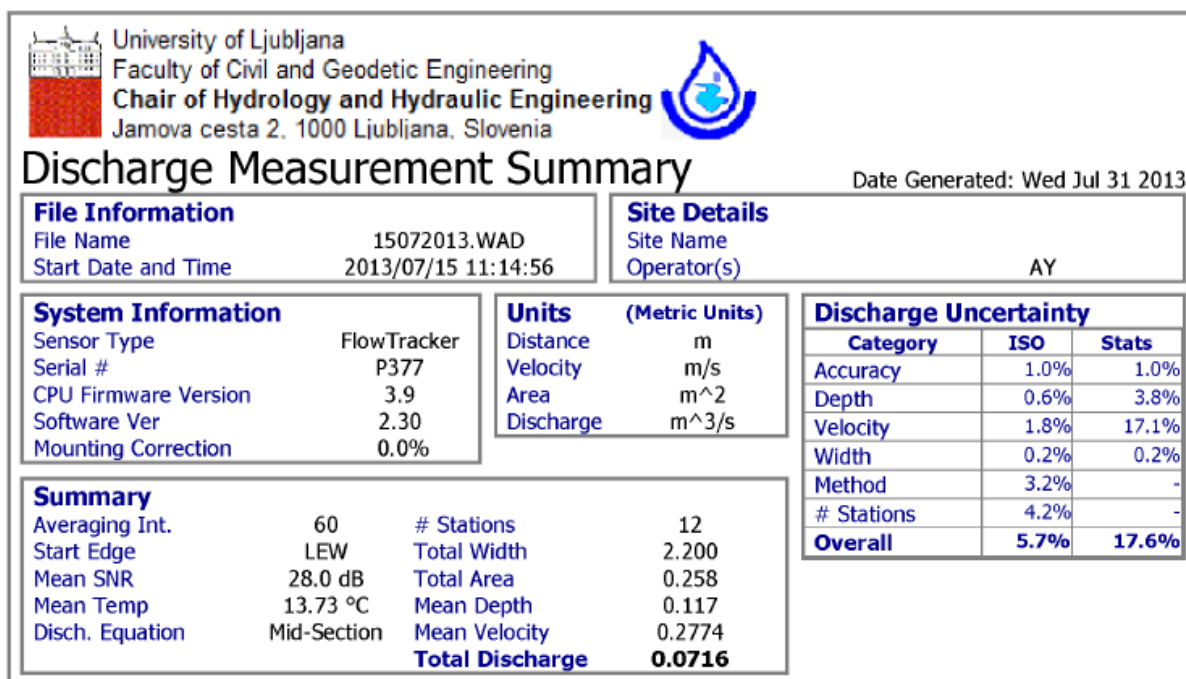 University of Ljubljana
Faculty of Civil and Geodetic Engineering
Chair of Hydrology and Hydraulic Engineering
Jamova cesta 2, 1000 Ljubljana, Slovenia
Discharge Measurement Summary
Date Generated: Wed Jul 31 2013
File Information
File Name 15072013.WAD
Start Date and Time 2013/07/15 11:14:56
Site Details
Site Name
Operator(s) AY
System Information
Sensor Type FlowTracker
Serial # P377
CPU Firmware Version 3.9
Software Ver 2.30
Mounting Correction 0.0%
Units (Metric Units)
Distance m
Velocity m/s
Area m^2
Discharge m^3/s
Discharge Uncertainty
Category ISO Stats
Accuracy 1.0% 1.0%
Depth 0.6% 3.8%
Velocity 1.8% 17.1%
Width 0.2% 0.2%
Method 3.2% -
# Stations 4.2% -
Overall 5.7% 17.6%
Summary
Averaging Int. 60 # Stations 12
Start Edge LEW Total Width 2.200
Mean SNR 28.0 dB Total Area 0.258
Mean Temp 13.73 °C Mean Depth 0.117
Disch. Equation Mid-Section Mean Velocity 0.2774
Total Discharge 0.0716